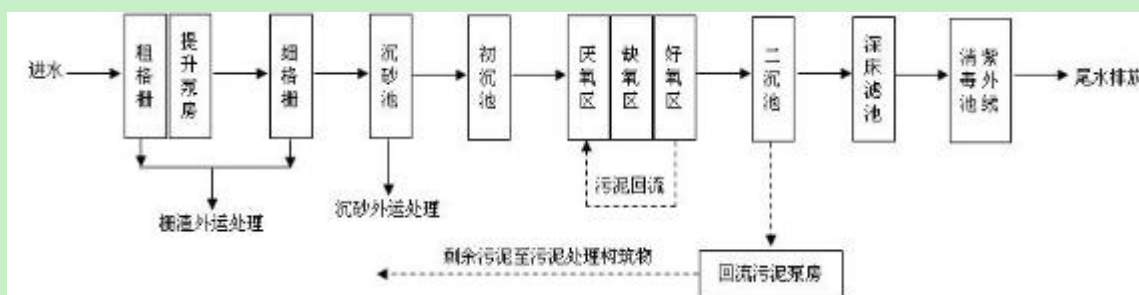 进水
粗格栅
提升泵房
细格栅
沉砂池
初沉池
厌氧区
缺氧区
好氧区
二沉池
深床滤池
紫外线
消毒池
尾水排放
污泥回流
栅渣外运处理
沉砂外运处理
剩余污泥至污泥处理构筑物
回流污泥泵房